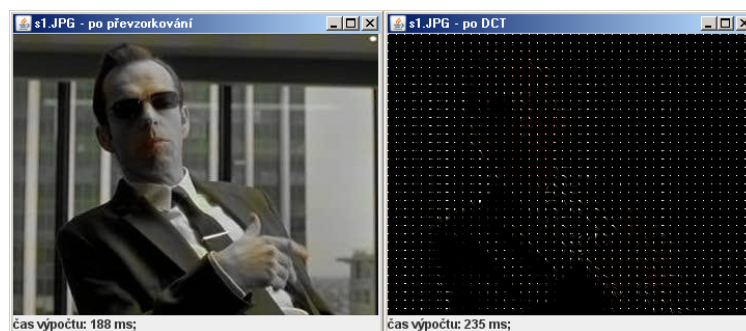 s1.JPG - po převzorkování
s1.JPG - po DCT
čas výpočtu: 188 ms;
čas výpočtu: 235 ms;